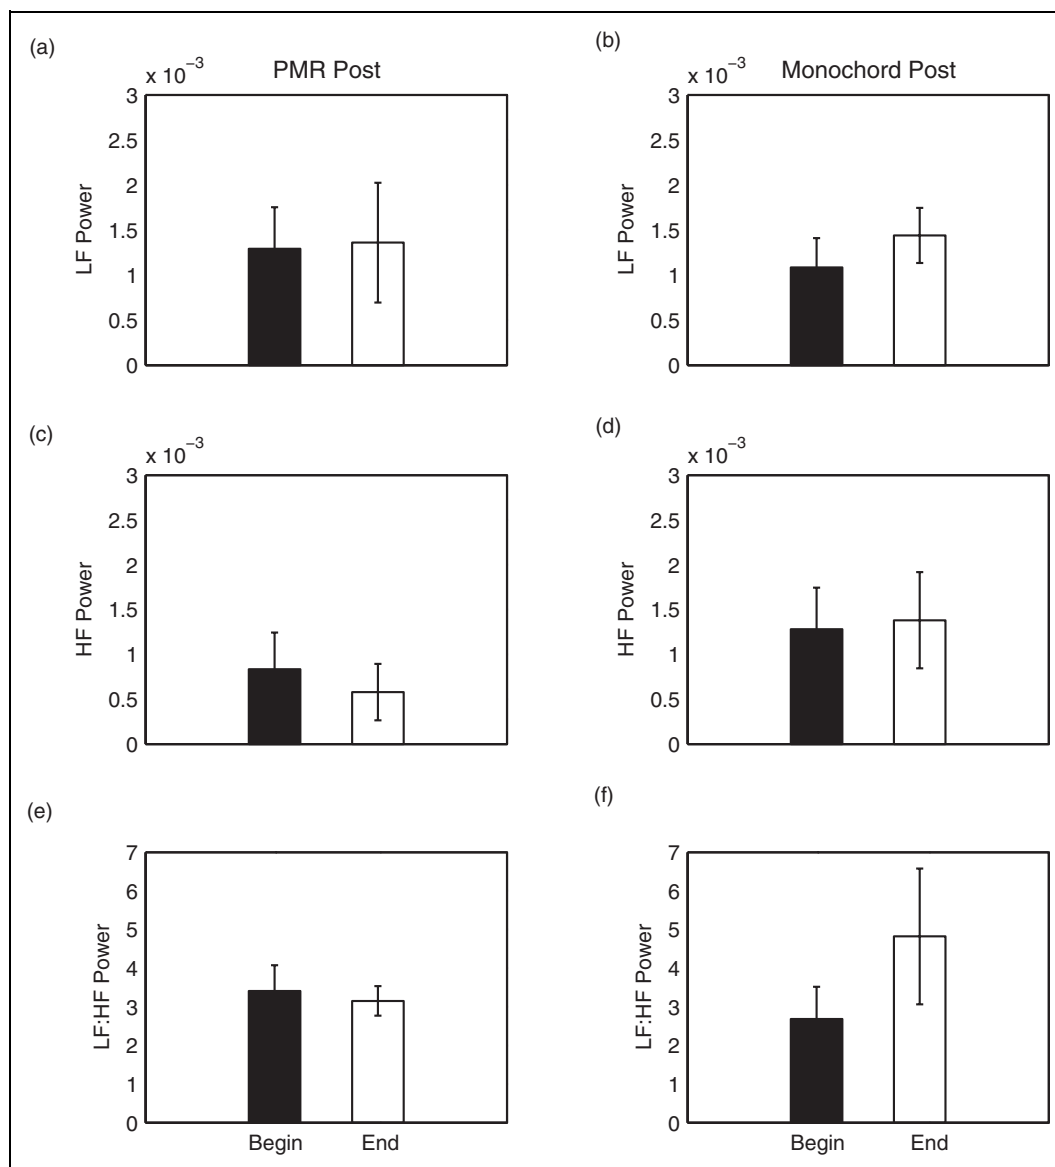 (a)
x 10⁻³
PMR Post
3
2.5
2
1.5
1
0.5
0
LF Power
(b)
x 10⁻³
Monochord Post
3
2.5
2
1.5
1
0.5
0
LF Power
(c)
x 10⁻³
3
2.5
2
1.5
1
0.5
0
HF Power
(d)
x 10⁻³
3
2.5
2
1.5
1
0.5
0
HF Power
(e)
7
6
5
4
3
2
1
0
LF:HF Power
Begin End
(f)
7
6
5
4
3
2
1
0
LF:HF Power
Begin End